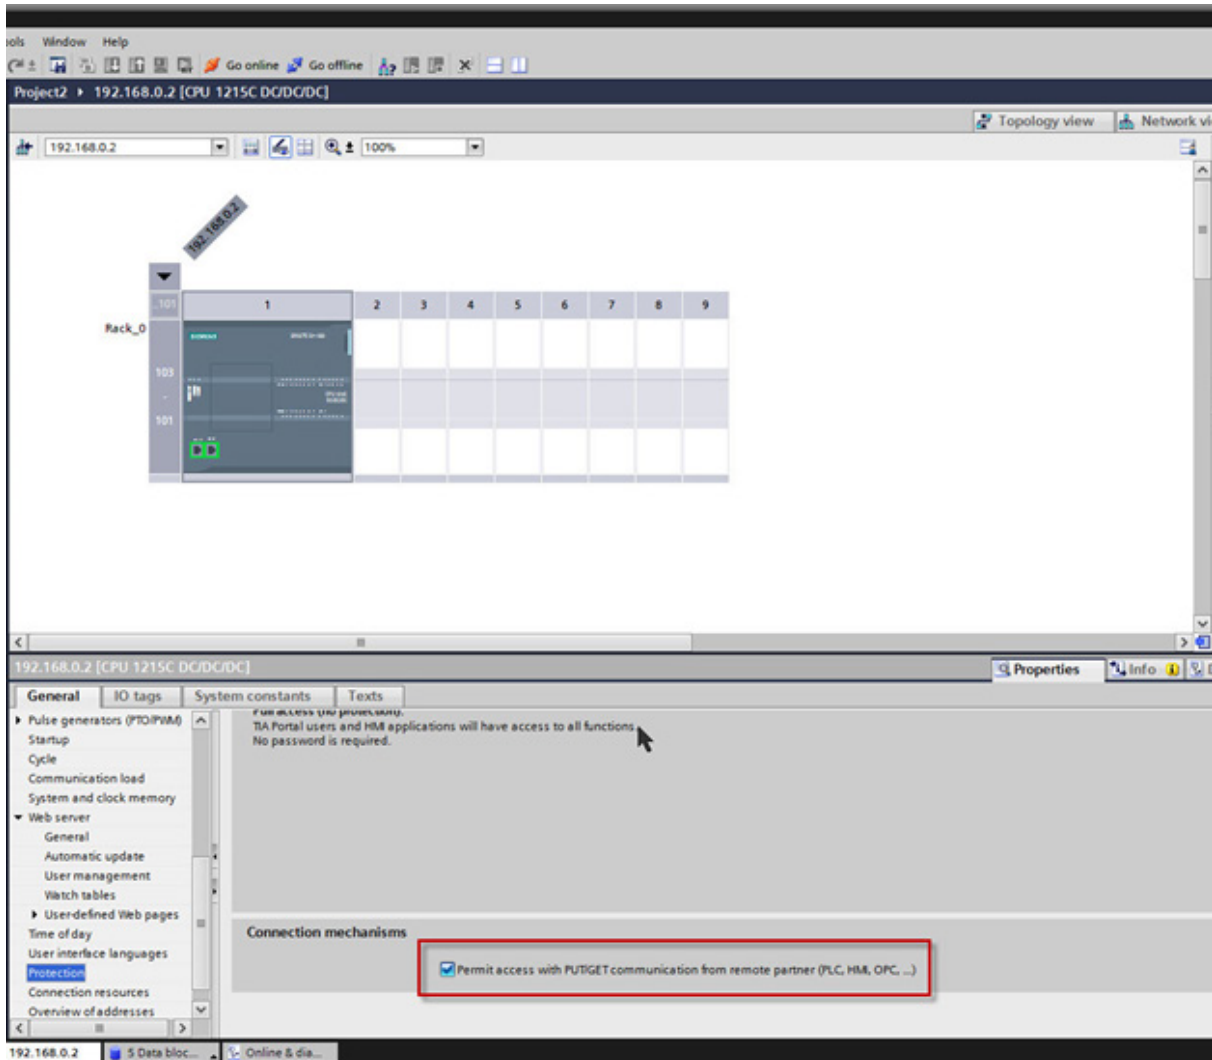 ools Window Help
Go online Go offline
Project2 ▸ 192.168.0.2 [CPU 1215C DC/DC/DC]
Topology view Network vi
192.168.0.2 100%
192.168.0.2
101 1 2 3 4 5 6 7 8 9
Rack_0
SIEMENS
103
-
101
192.168.0.2 [CPU 1215C DC/DC/DC]
Properties Info
General IO tags System constants Texts
Full access (no protection).
TIA Portal users and HMI applications will have access to all functions.
No password is required.
Pulse generators (PTO/PWM)
Startup
Cycle
Communication load
System and clock memory
Web server
General
Automatic update
User management
Watch tables
User-defined Web pages
Time of day
User interface languages
Protection
Connection resources
Overview of addresses
Connection mechanisms
Permit access with PUT/GET communication from remote partner (PLC, HMI, OPC, ...)
192.168.0.2 5 Data bloc... Online & dia...